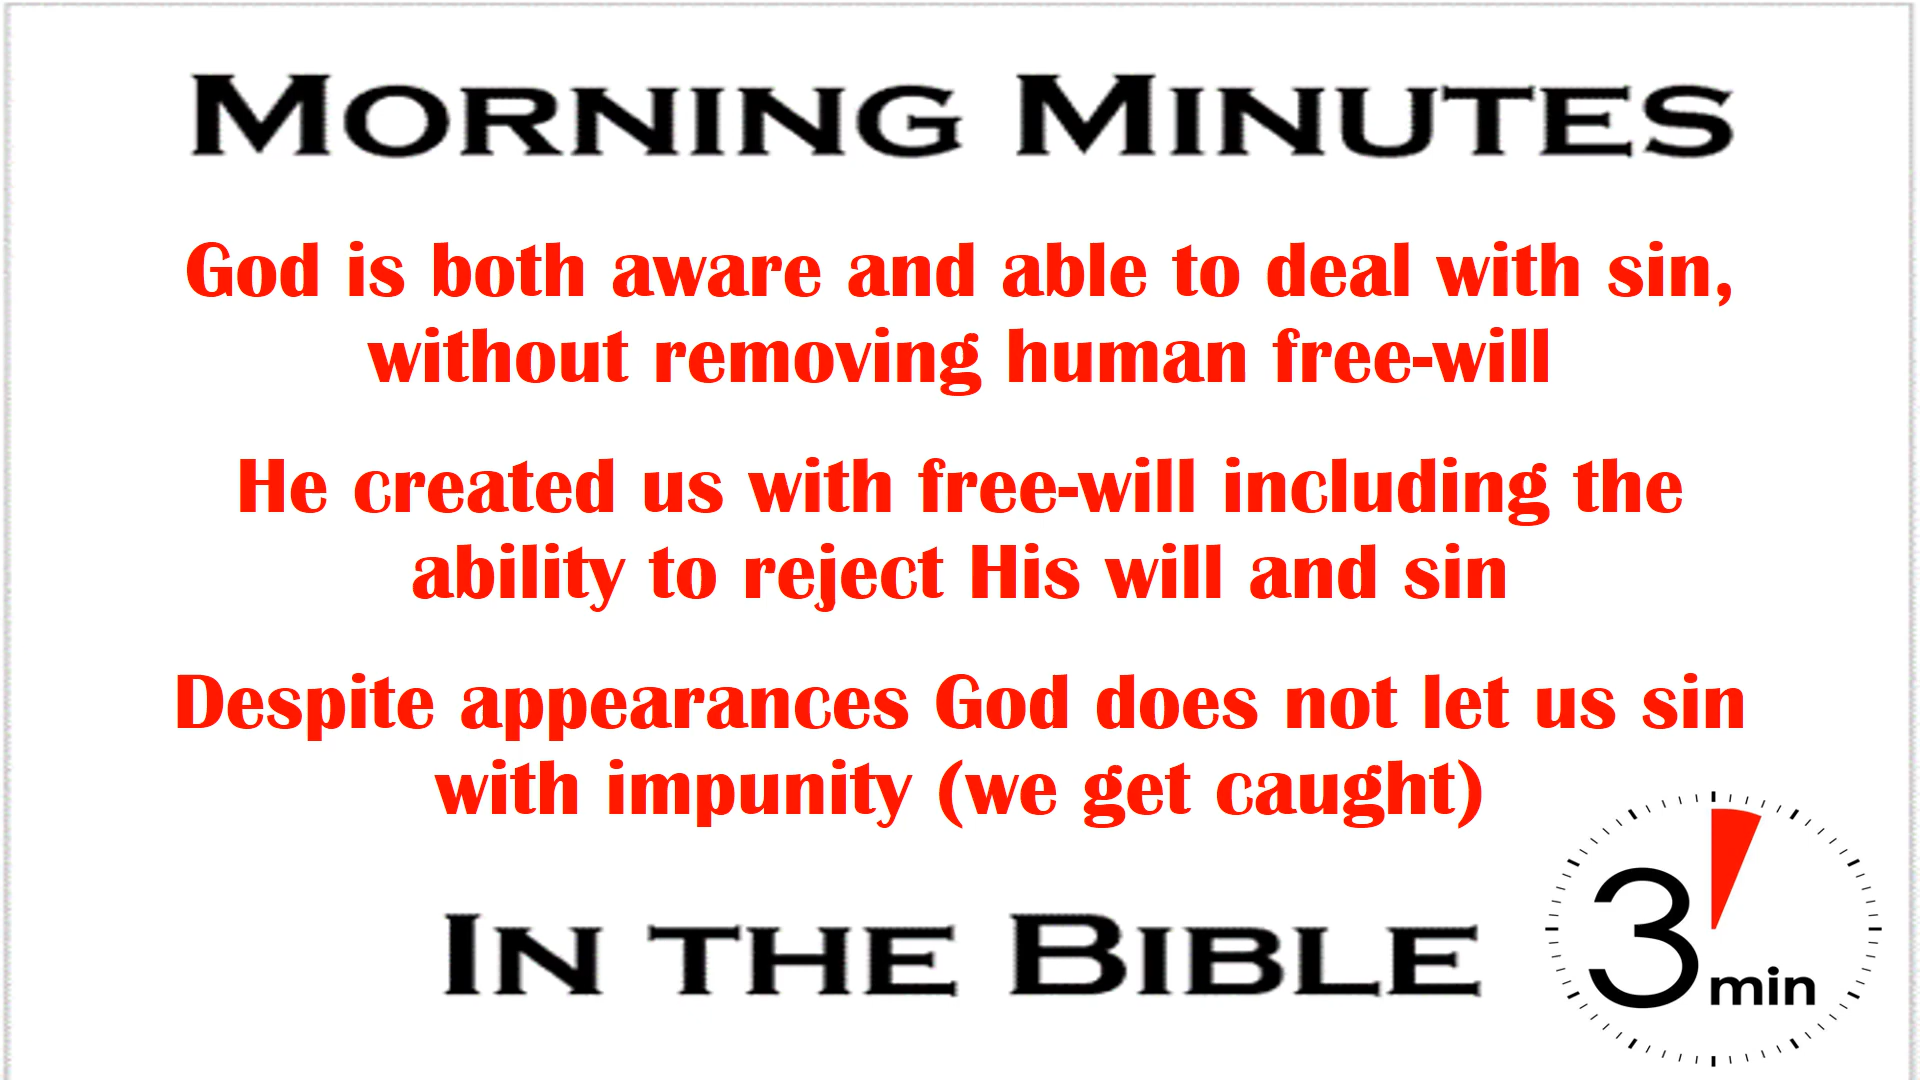 MORNING MINUTES
God is both aware and able to deal with sin,
without removing human free-will
He created us with free-will including the
ability to reject His will and sin
Despite appearances God does not let us sin
with impunity (we get caught)
IN THE BIBLE
3 min